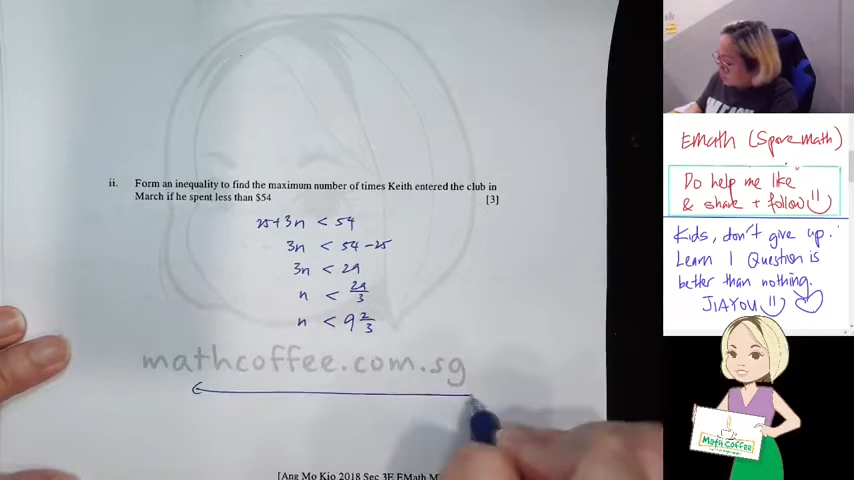 ii. Form an inequality to find the maximum number of times Keith entered the club in
March if he spent less than $54
[3]
25+3n < 54
3n < 54-25
3n < 29
n < 29/3
n < 9 2/3
mathcoffee.com.sg
[Ang Mo Kio 2018 Sec 3E EMath M
Emath (Spore math)
Do help me like
& share + follow
Kids, don't give up.
Learn 1 Question is
better than nothing.
JIAYOU
Math Coffee